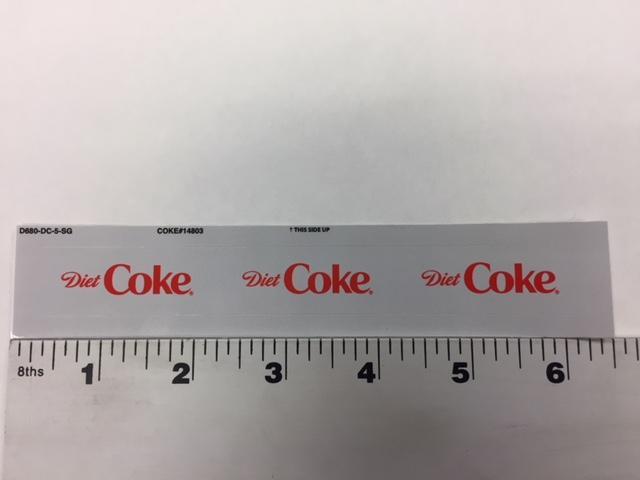 D680-DC-5-SG COKE#14803 ↑ THIS SIDE UP
Diet Coke. Diet Coke. Diet Coke.
8ths 1 2 3 4 5 6